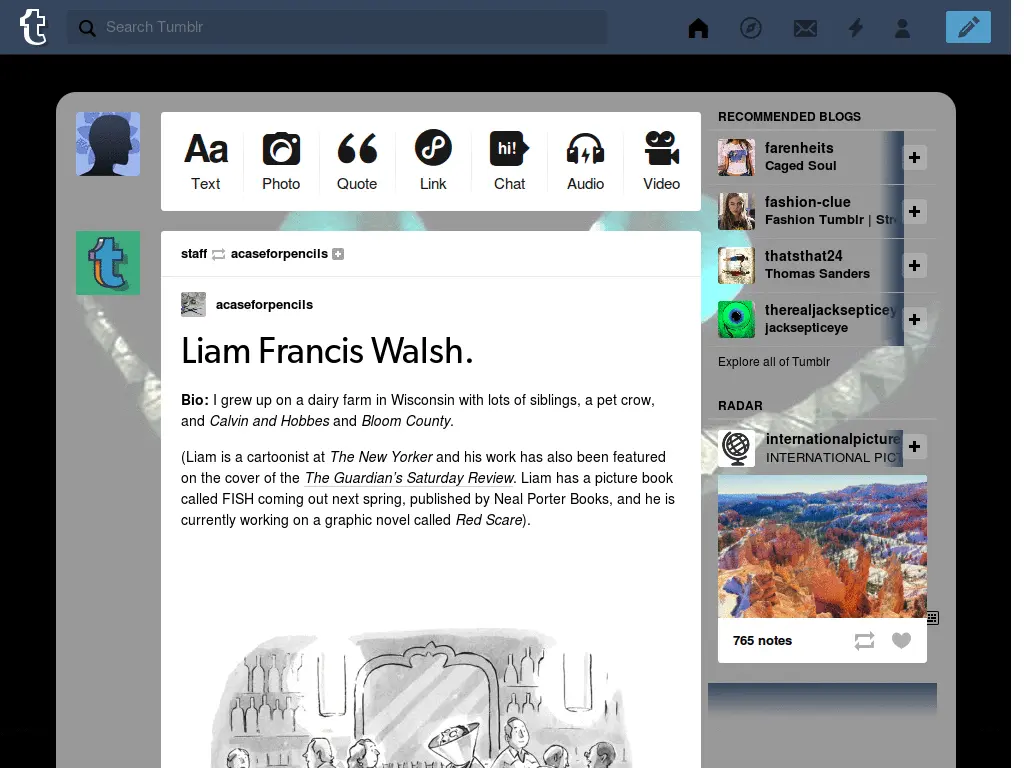 Search Tumblr
Aa
hi!
Text
Photo
Quote
Link
Chat
Audio
Video
staff acaseforpencils
acaseforpencils
Liam Francis Walsh.
Bio: I grew up on a dairy farm in Wisconsin with lots of siblings, a pet crow,
and Calvin and Hobbes and Bloom County.
(Liam is a cartoonist at The New Yorker and his work has also been featured
on the cover of the The Guardian’s Saturday Review. Liam has a picture book
called FISH coming out next spring, published by Neal Porter Books, and he is
currently working on a graphic novel called Red Scare).
RECOMMENDED BLOGS
farenheits
Caged Soul
fashion-clue
Fashion Tumblr | Str
thatsthat24
Thomas Sanders
therealjacksepticey
jacksepticeye
Explore all of Tumblr
RADAR
internationalpicture
INTERNATIONAL PICT
765 notes